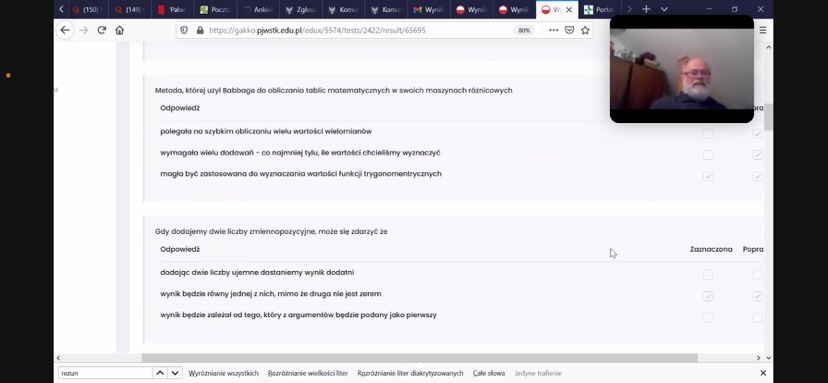 (150)
(149)
'Pałac
Poczta
Ankie
Zgłoś
Komu
Komu
Wynik
Wynik
Wynik
Wy
Portal
https://gakko.pjwstk.edu.pl/edux/5574/tests/2422/result/65695
80%
Metoda, której użył Babbage do obliczania tablic matematycznych w swoich maszynach różnicowych
Odpowiedź
pra
polegała na szybkim obliczaniu wielu wartości wielomianów
wymagała wielu dodawań - co najmniej tylu, ile wartości chcieliśmy wyznaczyć
mogła być zastosowana do wyznaczania wartości funkcji trygonometrycznych
Gdy dodajemy dwie liczby zmiennopozycyjne, może się zdarzyć że
Odpowiedź Zaznaczona Popra
dodając dwie liczby ujemne dostaniemy wynik dodatni
wynik będzie równy jednej z nich, mimo że druga nie jest zerem
wynik będzie zależał od tego, który z argumentów będzie podany jako pierwszy
rezun Wyróżnianie wszystkich Rozróżnianie wielkości liter Rozróżnianie liter diakrytyzowanych Całe słowa Jedyne trafienie